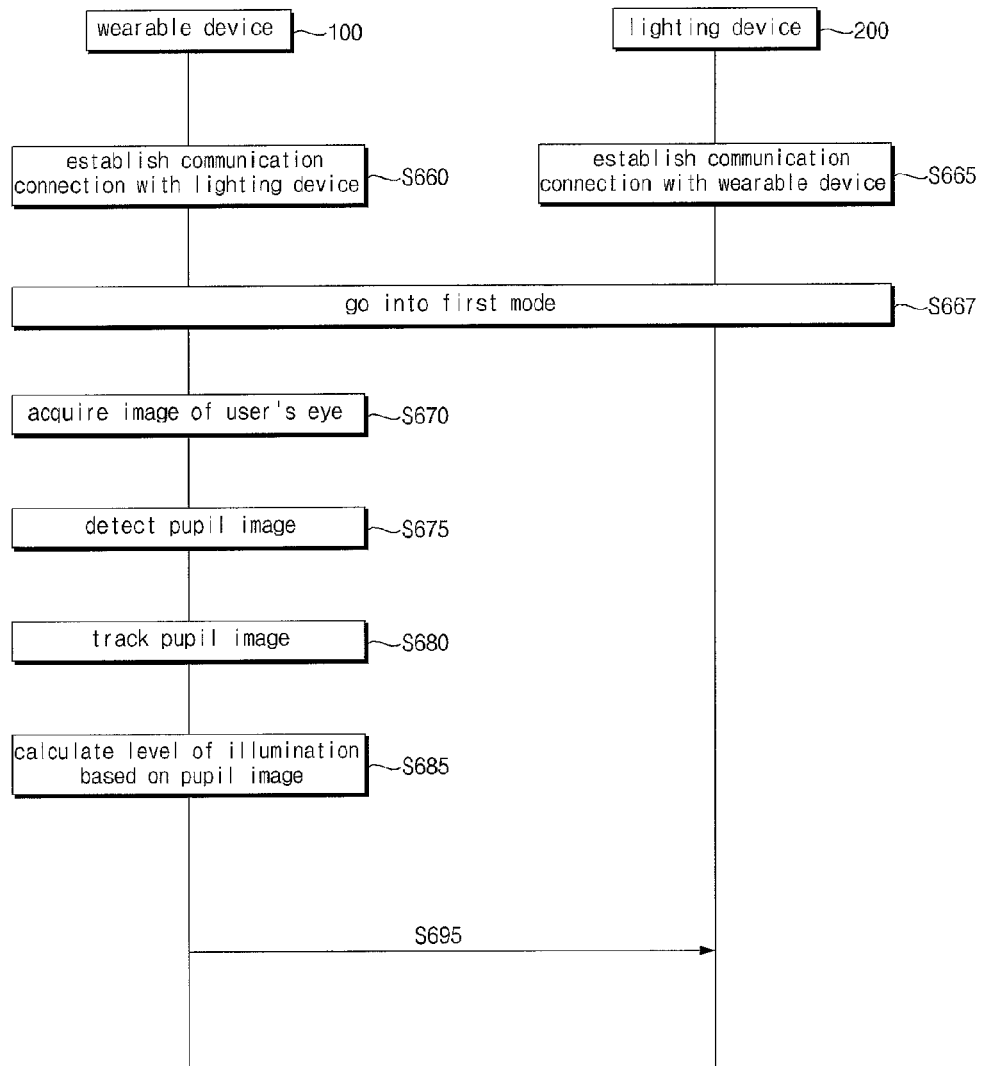 wearable device
100
lighting device
200
establish communication
connection with lighting device
S660
establish communication
connection with wearable device
S665
go into first mode
S667
acquire image of user's eye
S670
detect pupil image
S675
track pupil image
S680
calculate level of illumination
based on pupil image
S685
S695